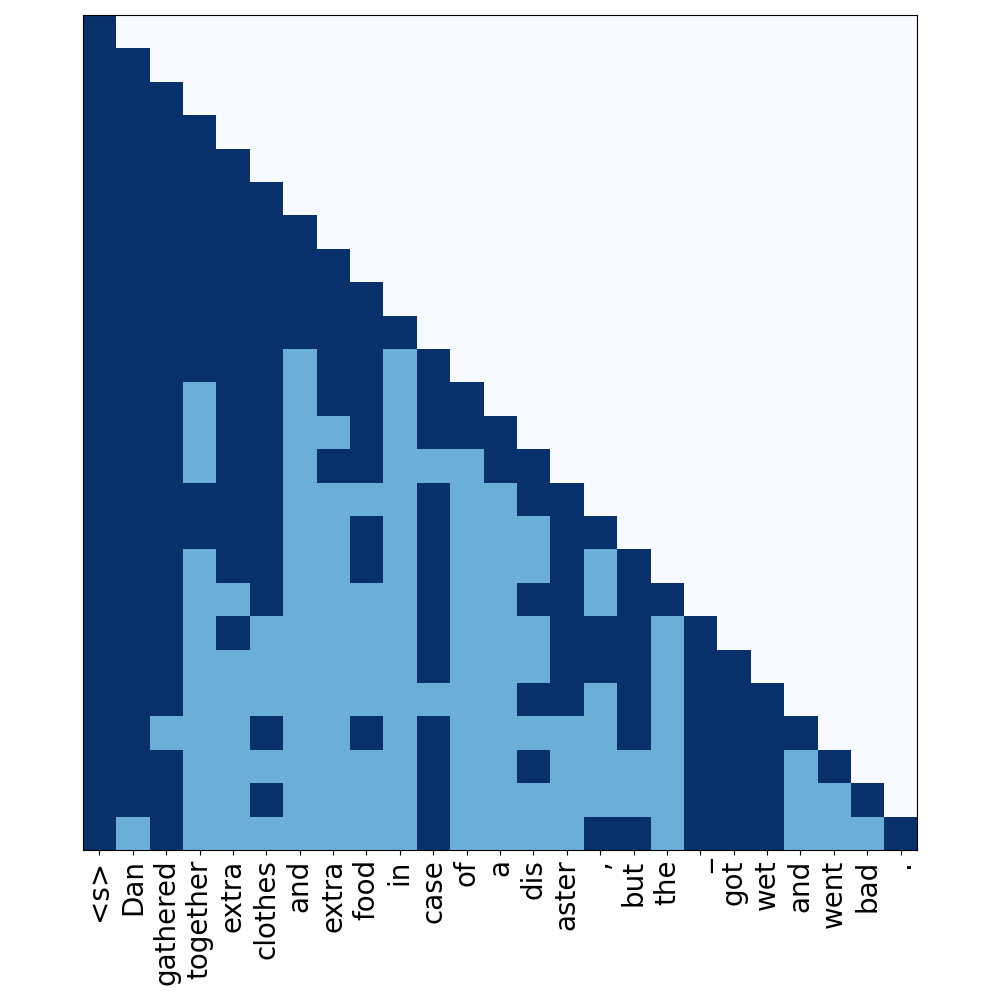 <s>
Dan
gathered
together
extra
clothes
and
extra
food
in
case
of
a
dis
aster
,
but
the
_
got
wet
and
went
bad
.